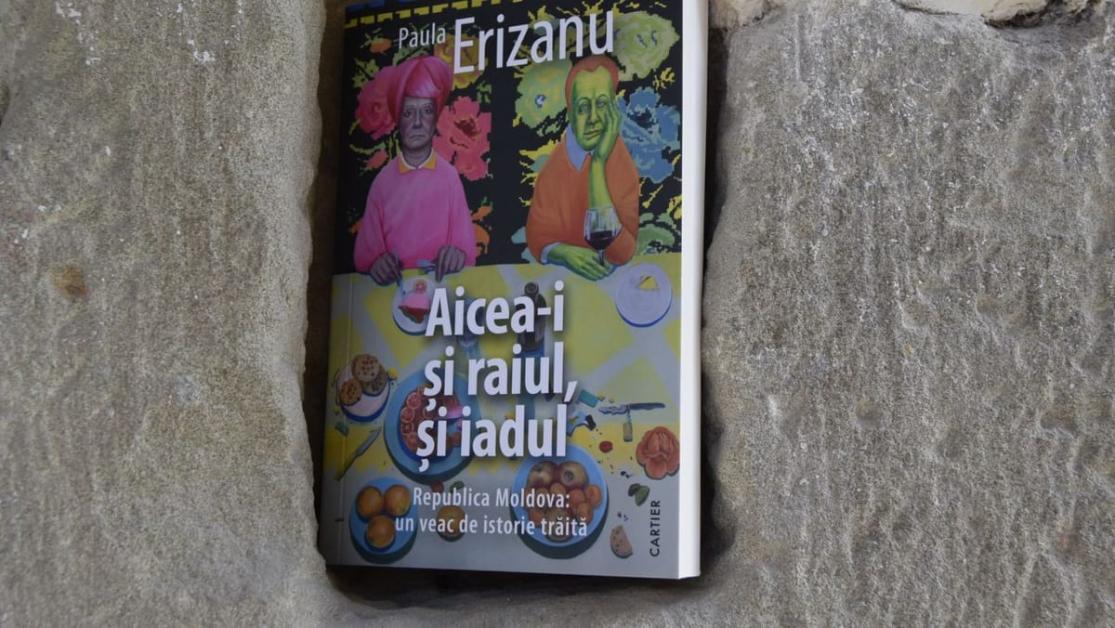 Paula Erizanu
Aicea-i
și raiul,
și iadul
Republica Moldova:
un veac de istorie trăită
CARTIER